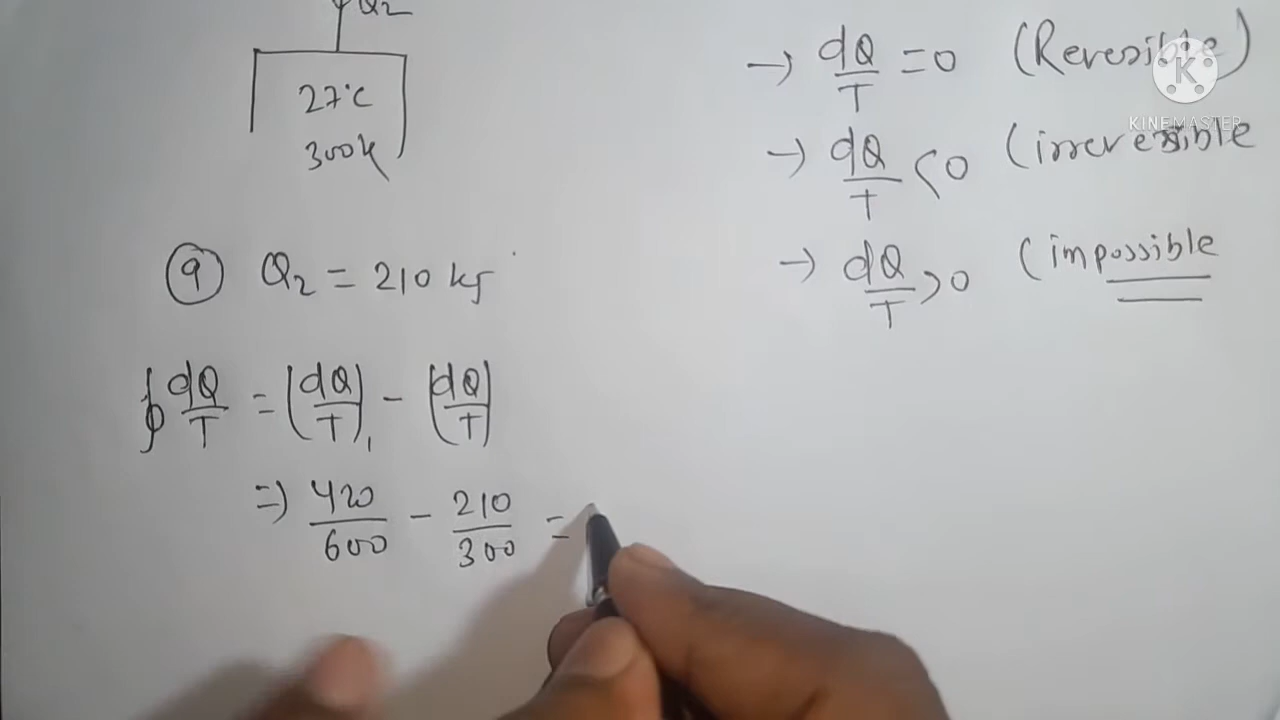 Q2
27°C
300K
→ dQ/T = 0 (Reversible)
KINEMASTER
→ dQ/T < 0 (irreversible
→ dQ/T > 0 (impossible
9 Q2 = 210 kJ
∮ dQ/T = (dQ/T)1 - (dQ/T)
⇒ 420/600 - 210/300 =